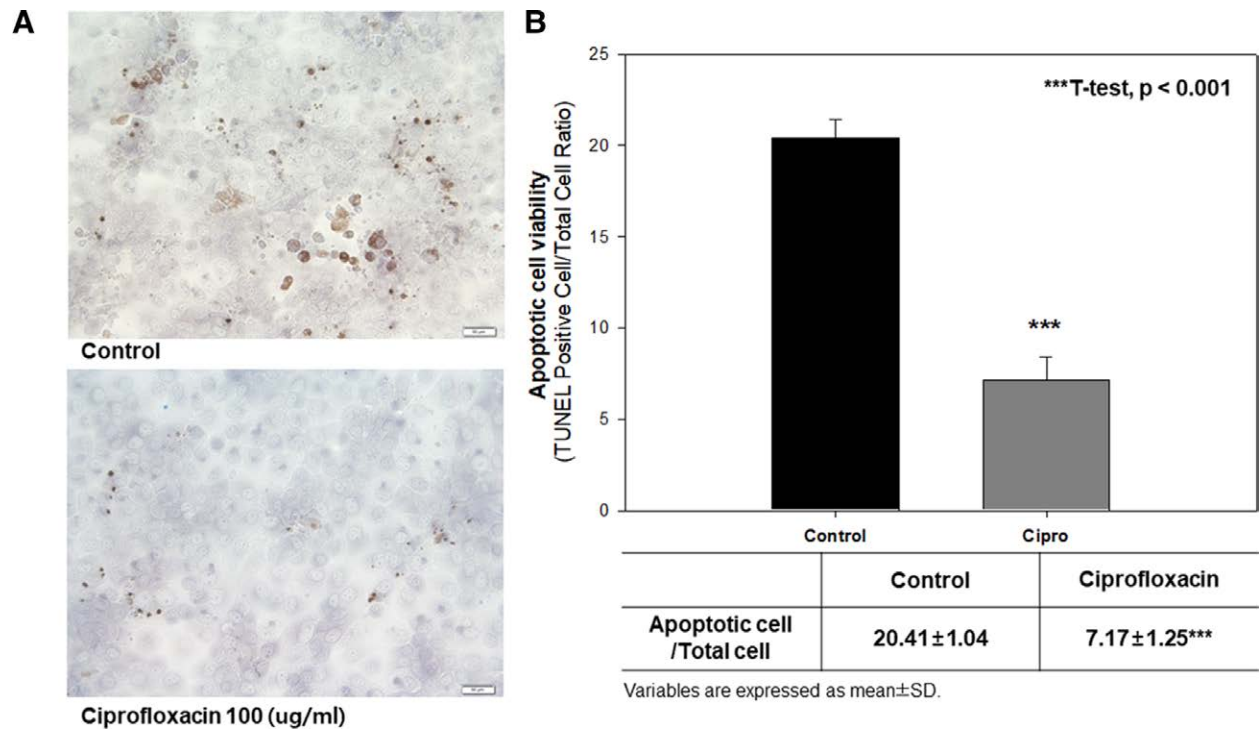 A
Control
Ciprofloxacin 100 (ug/ml)
B
***T-test, p < 0.001
Apoptotic cell viability
(TUNEL Positive Cell/Total Cell Ratio)
25
20
15
10
5
0
***
Control Cipro
Control Ciprofloxacin
Apoptotic cell
/Total cell
20.41±1.04 7.17±1.25***
Variables are expressed as mean±SD.